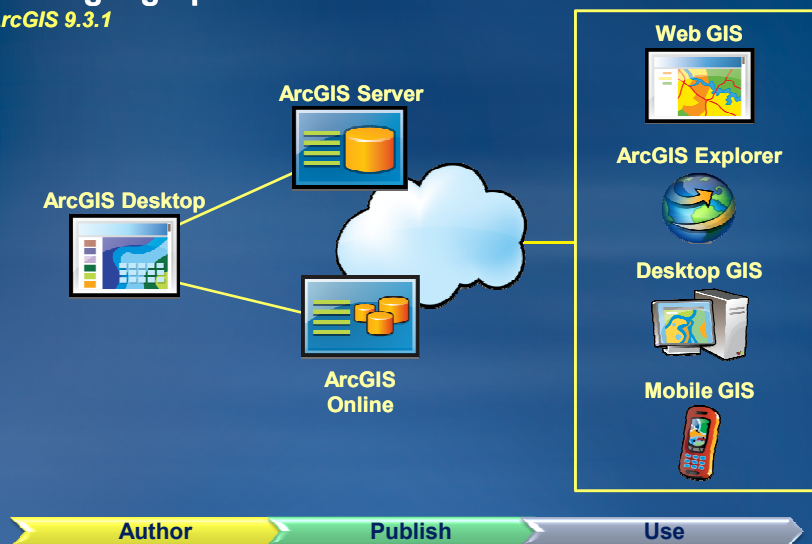 rcGIS 9.3.1
Web GIS
ArcGIS Server
ArcGIS Explorer
ArcGIS Desktop
Desktop GIS
ArcGIS
Online
Mobile GIS
Author
Publish
Use